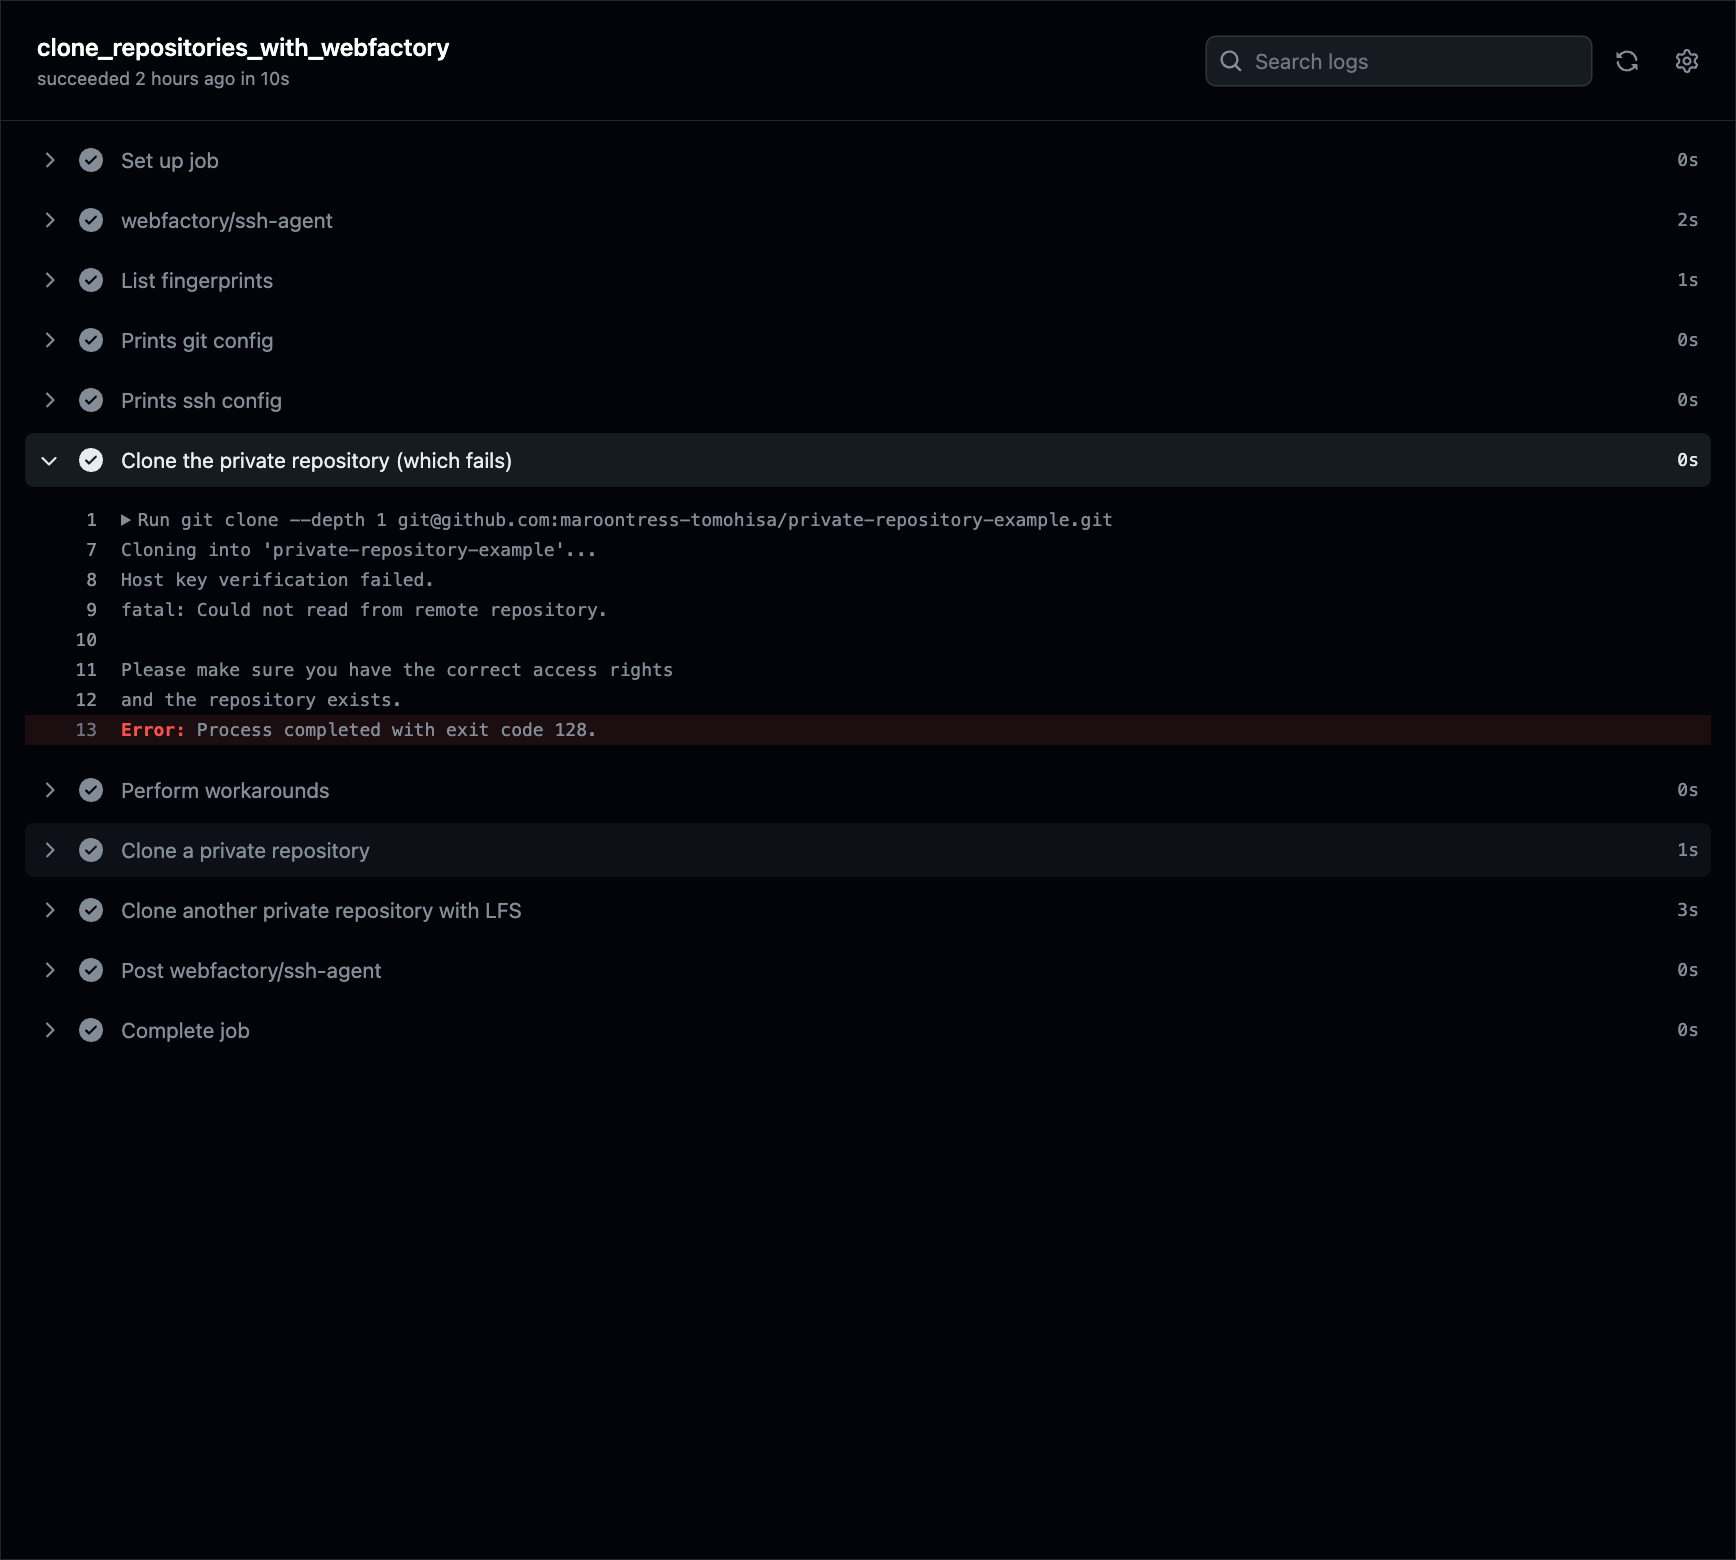 clone_repositories_with_webfactory
succeeded 2 hours ago in 10s
Search logs
Set up job 0s
webfactory/ssh-agent 2s
List fingerprints 1s
Prints git config 0s
Prints ssh config 0s
Clone the private repository (which fails) 0s
1 Run git clone --depth 1 git@github.com:maroontress-tomohisa/private-repository-example.git
7 Cloning into 'private-repository-example'...
8 Host key verification failed.
9 fatal: Could not read from remote repository.
10
11 Please make sure you have the correct access rights
12 and the repository exists.
13 Error: Process completed with exit code 128.
Perform workarounds 0s
Clone a private repository 1s
Clone another private repository with LFS 3s
Post webfactory/ssh-agent 0s
Complete job 0s